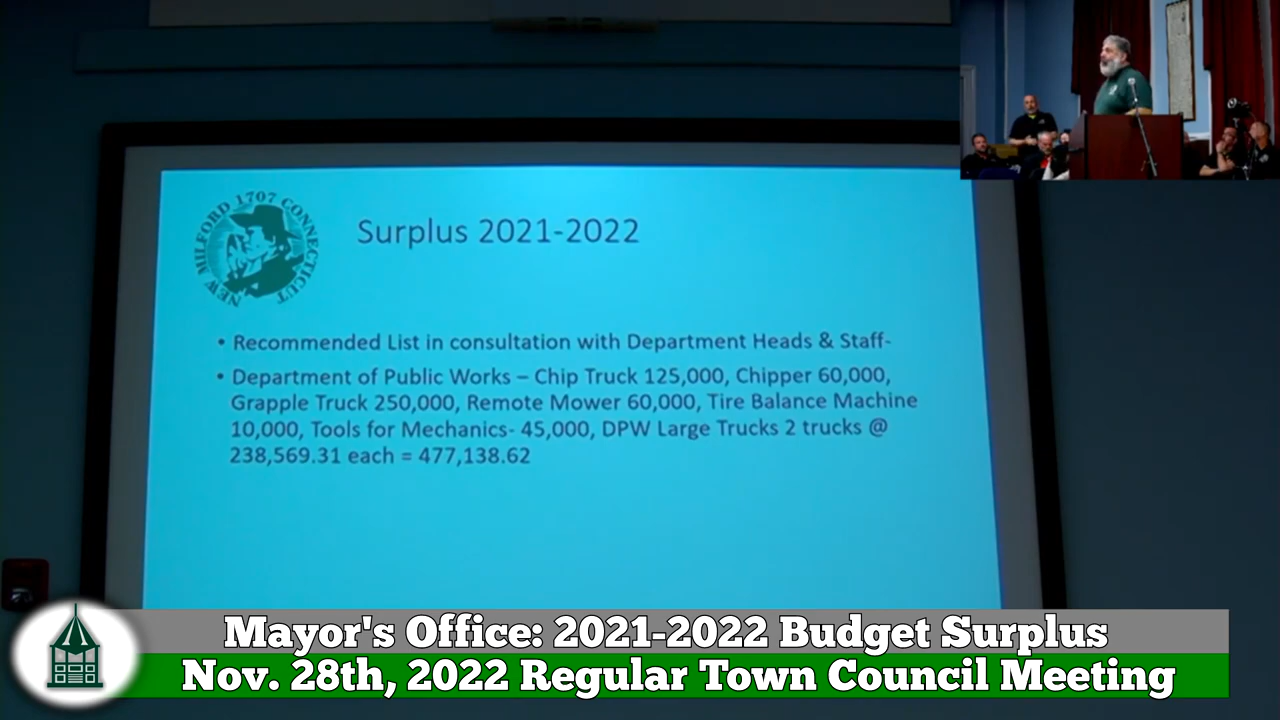 NEW MILFORD 1707 CONNECTICUT
Surplus 2021-2022
• Recommended List in consultation with Department Heads & Staff-
• Department of Public Works – Chip Truck 125,000, Chipper 60,000,
Grapple Truck 250,000, Remote Mower 60,000, Tire Balance Machine
10,000, Tools for Mechanics- 45,000, DPW Large Trucks 2 trucks @
238,569.31 each = 477,138.62
Mayor's Office: 2021-2022 Budget Surplus
Nov. 28th, 2022 Regular Town Council Meeting